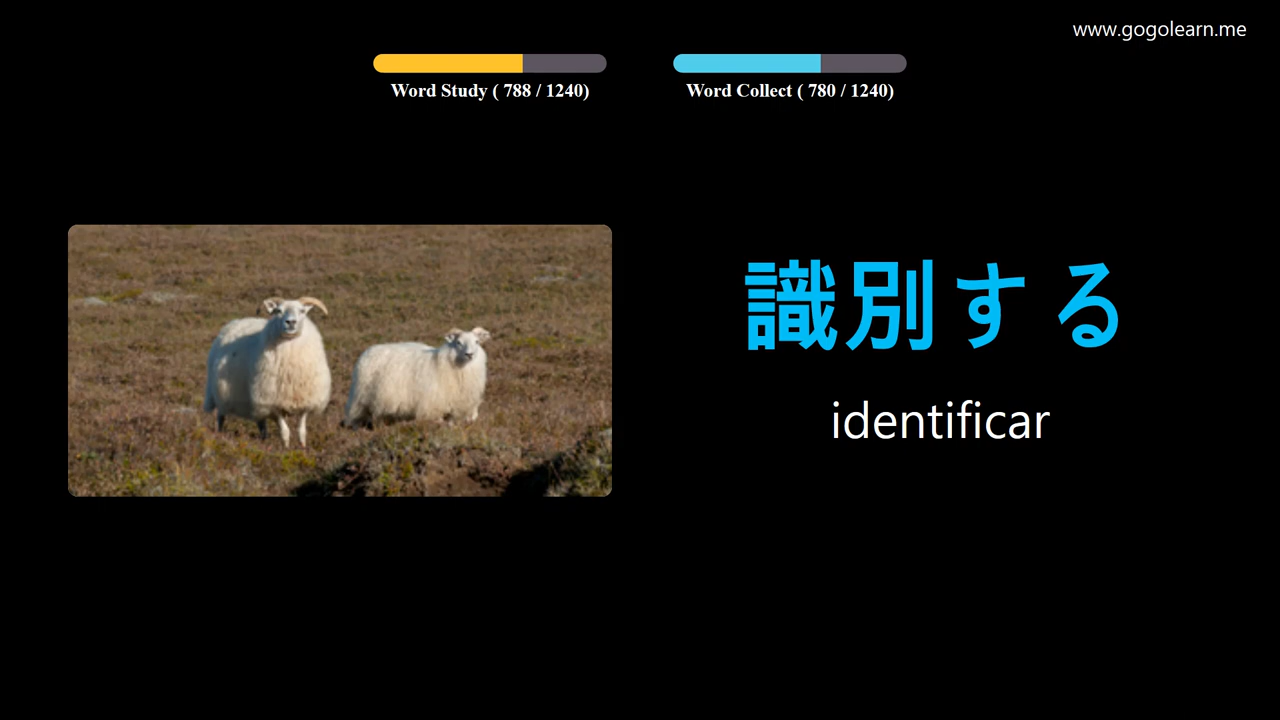 www.gogolearn.me
Word Study ( 788 / 1240)
Word Collect ( 780 / 1240)
識別する
identificar